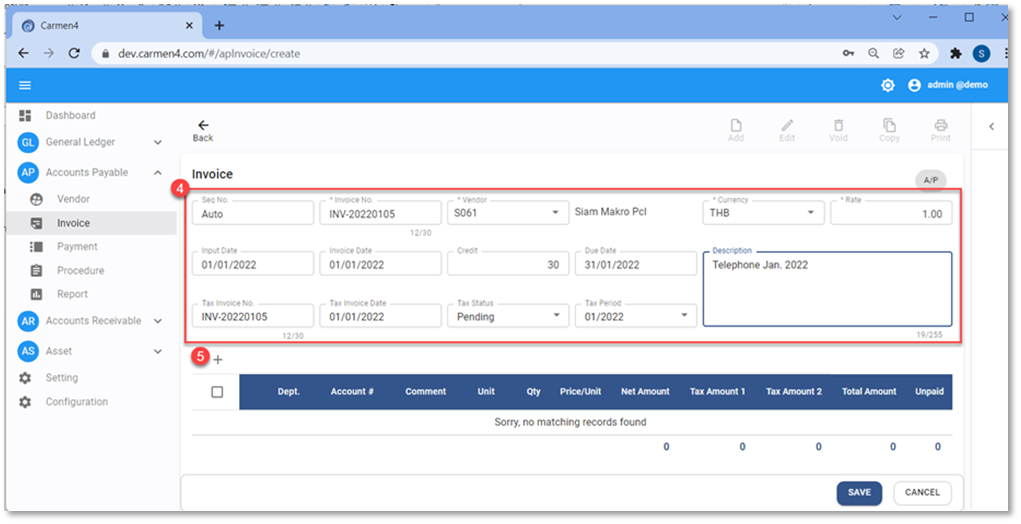 Carmen4
dev.carmen4.com/#/apInvoice/create
S
admin @demo
Dashboard
GL General Ledger
AP Accounts Payable
Vendor
Invoice
Payment
Procedure
Report
AR Accounts Receivable
AS Asset
Setting
Configuration
Back
Add Edit Void Copy Print
Invoice
A/P
4
Seq No. * Invoice No. * Vendor * Currency * Rate
Auto INV-20220105 S061 Siam Makro Pcl THB 1.00
12/30
Input Date Invoice Date Credit Due Date Description
01/01/2022 01/01/2022 30 31/01/2022 Telephone Jan. 2022
Tax Invoice No. Tax Invoice Date Tax Status Tax Period
INV-20220105 01/01/2022 Pending 01/2022
12/30 19/255
5
Dept. Account # Comment Unit Qty Price/Unit Net Amount Tax Amount 1 Tax Amount 2 Total Amount Unpaid
Sorry, no matching records found
0 0 0 0 0
SAVE CANCEL